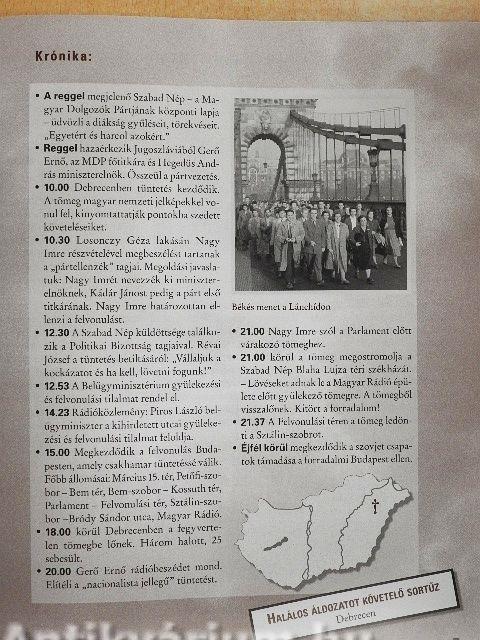 Krónika:
• A reggel megjelenő Szabad Nép – a Ma-
gyar Dolgozók Pártjának központi lapja
– üdvözli a diákság gyűléseit, törekvéseit.
„Egyetért és harcol azokért."
• Reggel hazaérkezik Jugoszláviából Gerő
Ernő, az MDP főtitkára és Hegedüs And-
rás miniszterelnök. Összeül a pártvezetés.
• 10.00 Debrecenben tüntetés kezdődik.
A tömeg magyar nemzeti jelképekkel vo-
nul fel, kinyomtattatják pontokba szedett
követeléseiket.
• 10.30 Losonczy Géza lakásán Nagy
Imre részvételével megbeszélést tartanak
a „pártellenzék" tagjai. Megoldási javasla-
tuk: Nagy Imrét nevezzék ki miniszter-
elnöknek, Kádár Jánost pedig a párt első
titkárának. Nagy Imre határozottan el-
lenzi a felvonulást.
• 12.30 A Szabad Nép küldöttsége találko-
zik a Politikai Bizottság tagjaival. Révai
József a tüntetés betiltásáról: „Vállaljuk a
kockázatot és ha kell, lövetni fogunk!"
• 12.53 A Belügyminisztérium gyülekezési
és felvonulási tilalmat rendel el.
• 14.23 Rádióközlemény: Piros László bel-
ügyminiszter a kihirdetett utcai gyüleke-
zési és felvonulási tilalmat feloldja.
• 15.00 Megkezdődik a felvonulás Buda-
pesten, amely csakhamar tüntetéssé válik.
Főbb állomásai: Március 15. tér, Petőfi-szo-
bor – Bem tér, Bem-szobor – Kossuth tér,
Parlament – Felvonulási tér, Sztálin-szo-
bor –Bródy Sándor utca, Magyar Rádió.
• 18.00 körül Debrecenben a fegyverte-
len tömegbe lőnek. Három halott, 25
sebesült.
• 20.00 Gerő Ernő rádióbeszédet mond.
Elítéli a „nacionalista jellegű" tüntetést.
Békés menet a Lánchídon
• 21.00 Nagy Imre szól a Parlament előtt
várakozó tömeghez.
• 21.00 körül a tömeg megostromolja a
Szabad Nép Blaha Lujza téri székházát.
– Lövéseket adnak le a Magyar Rádió épü-
lete előtt gyülekező tömegre. A tömegből
visszalőnek. Kitört a forradalom!
• 21.37 A Felvonulási téren a tömeg ledön-
ti a Sztálin-szobrot.
• Éjfél körül megkezdődik a szovjet csapa-
tok támadása a forradalmi Budapest ellen.
HALÁLOS ÁLDOZATOT KÖVETELŐ SORTŰZ
Debrecen